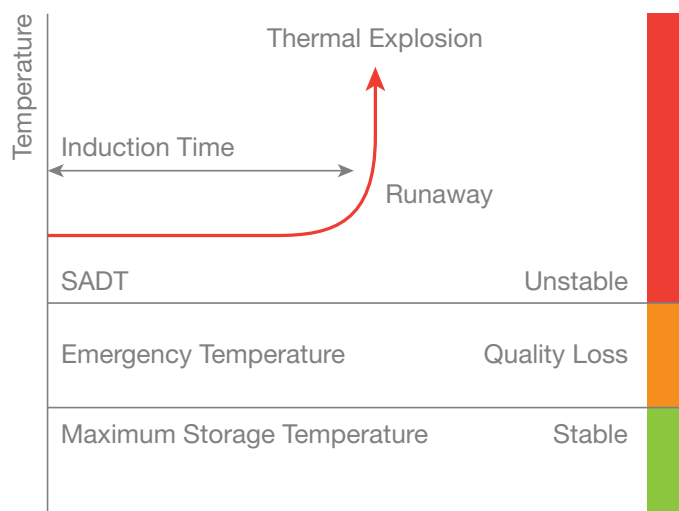 Temperature
Thermal Explosion
Induction Time
Runaway
SADT Unstable
Emergency Temperature Quality Loss
Maximum Storage Temperature Stable